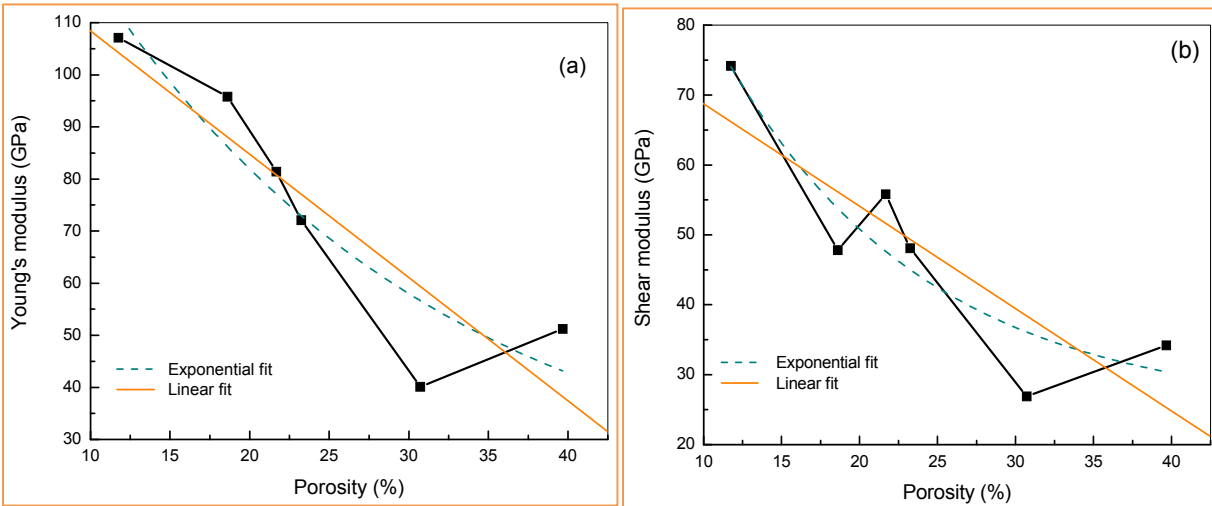 (a)
Young's modulus (GPa)
110
100
90
80
70
60
50
40
30
Exponential fit
Linear fit
10 15 20 25 30 35 40
Porosity (%)
(b)
Shear modulus (GPa)
80
70
60
50
40
30
20
Exponential fit
Linear fit
10 15 20 25 30 35 40
Porosity (%)